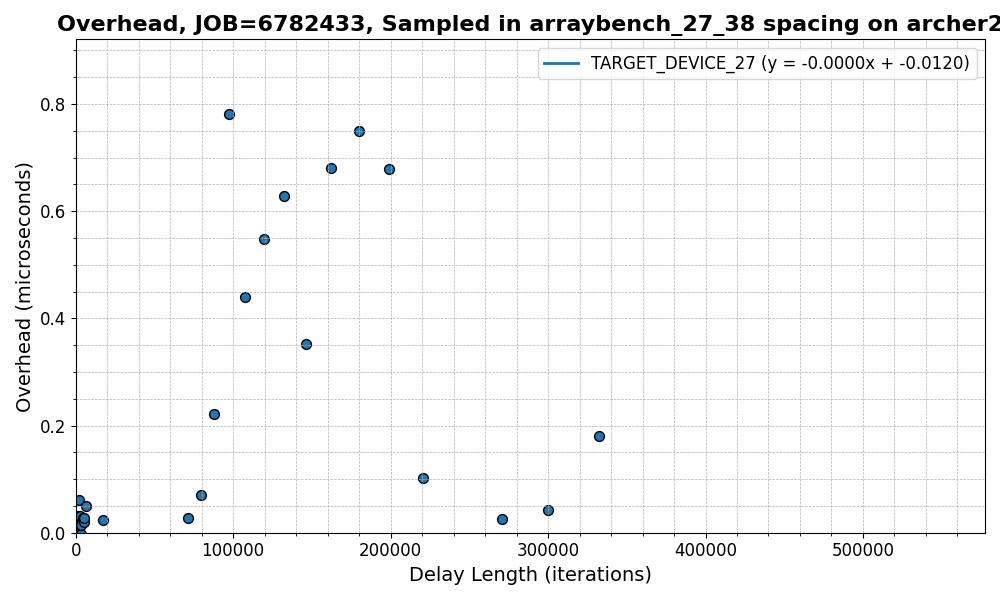 Overhead, JOB=6782433, Sampled in arraybench_27_38 spacing on archer2
TARGET_DEVICE_27 (y = -0.0000x + -0.0120)
Overhead (microseconds)
0.8
0.6
0.4
0.2
0.0
0 100000 200000 300000 400000 500000
Delay Length (iterations)